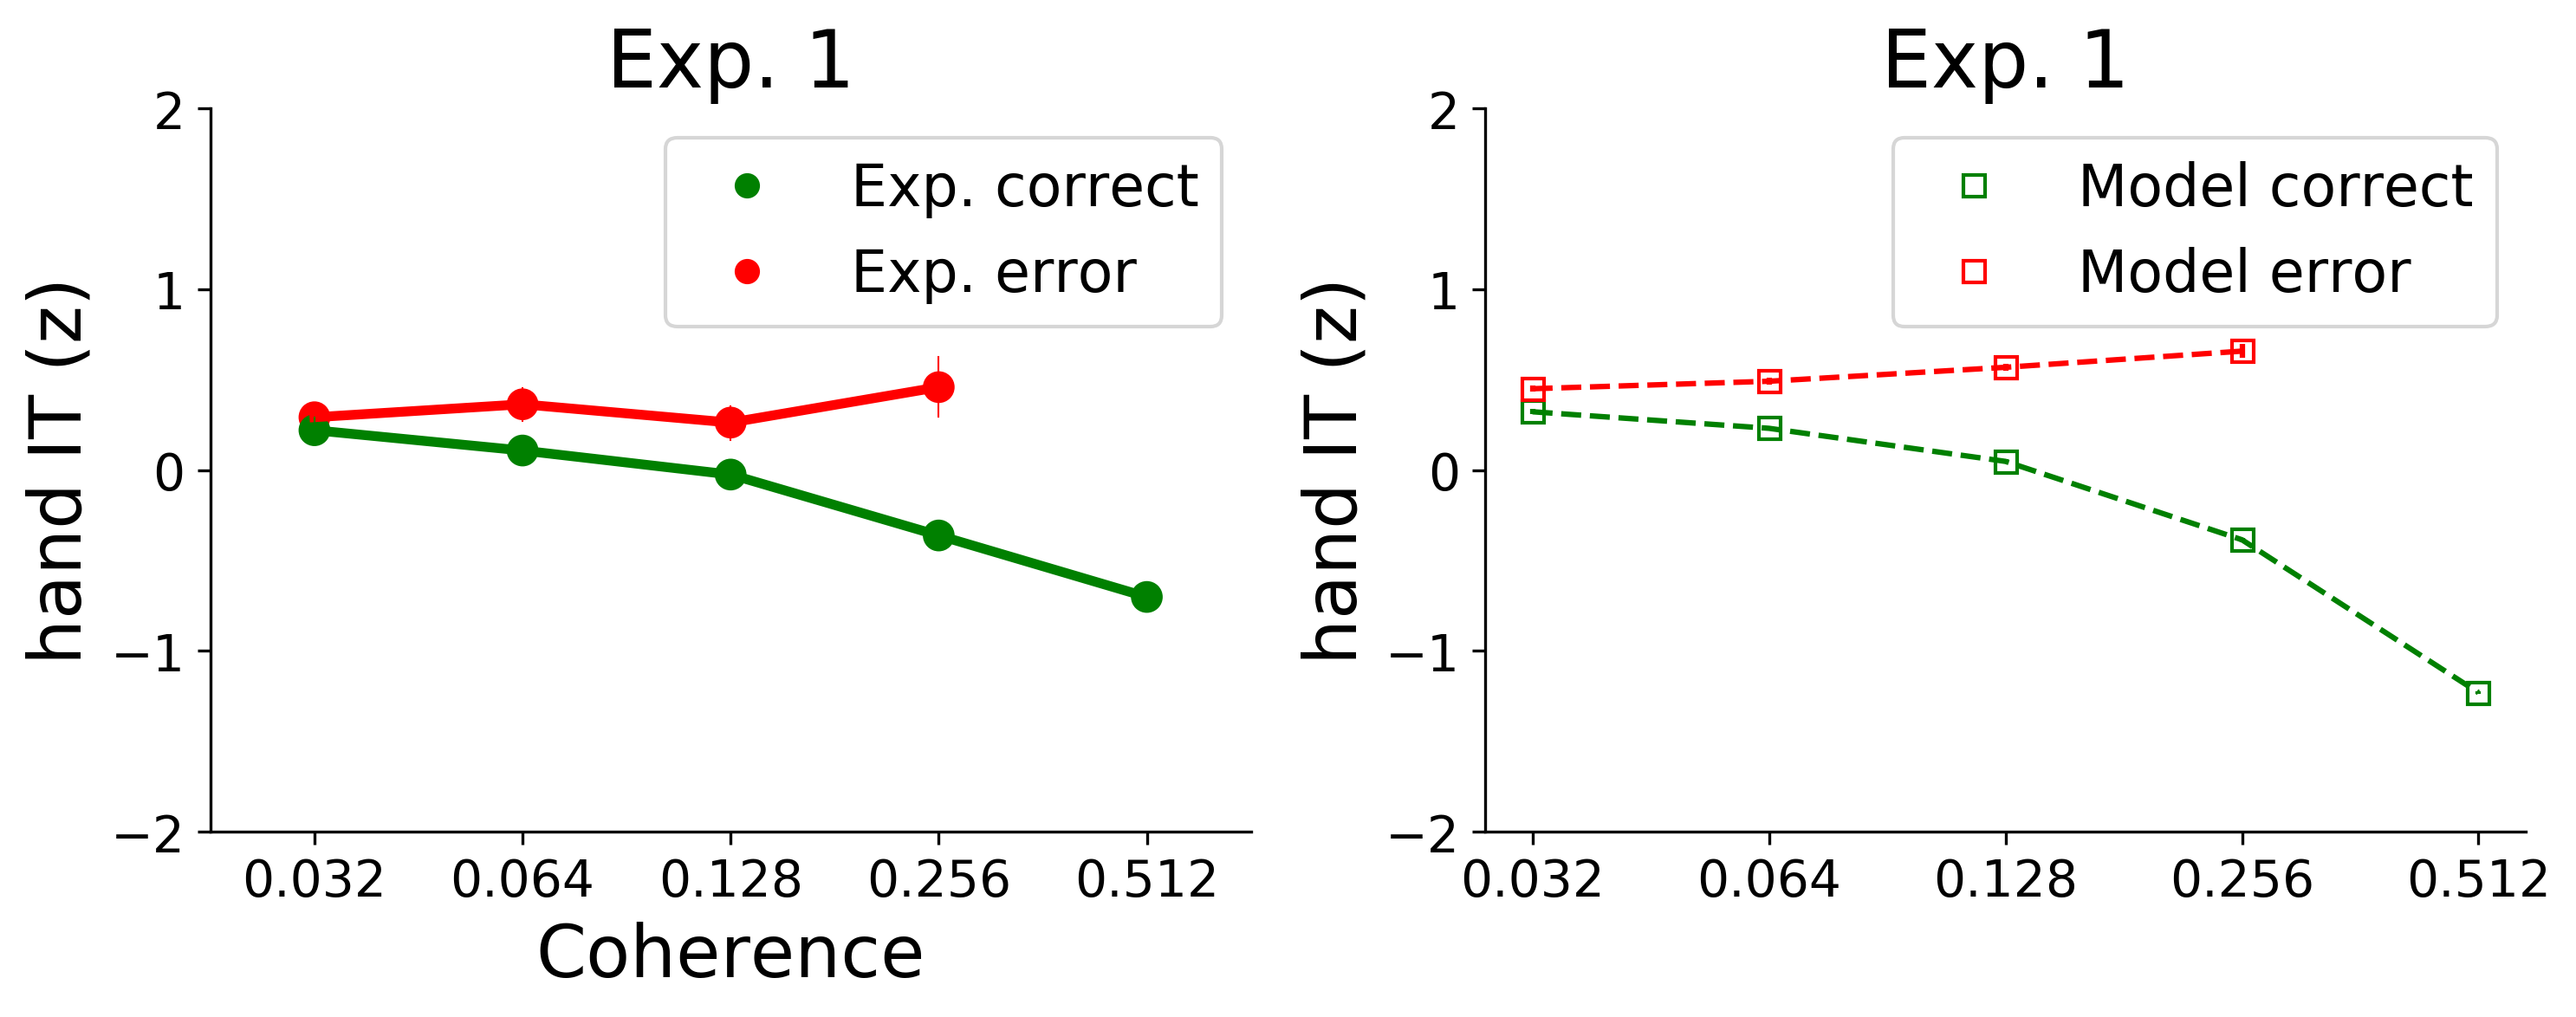 Exp. 1
hand IT (z)
2
1
0
−1
−2
Exp. correct
Exp. error
0.032 0.064 0.128 0.256 0.512
Coherence
Exp. 1
hand IT (z)
2
1
0
−1
−2
Model correct
Model error
0.032 0.064 0.128 0.256 0.512